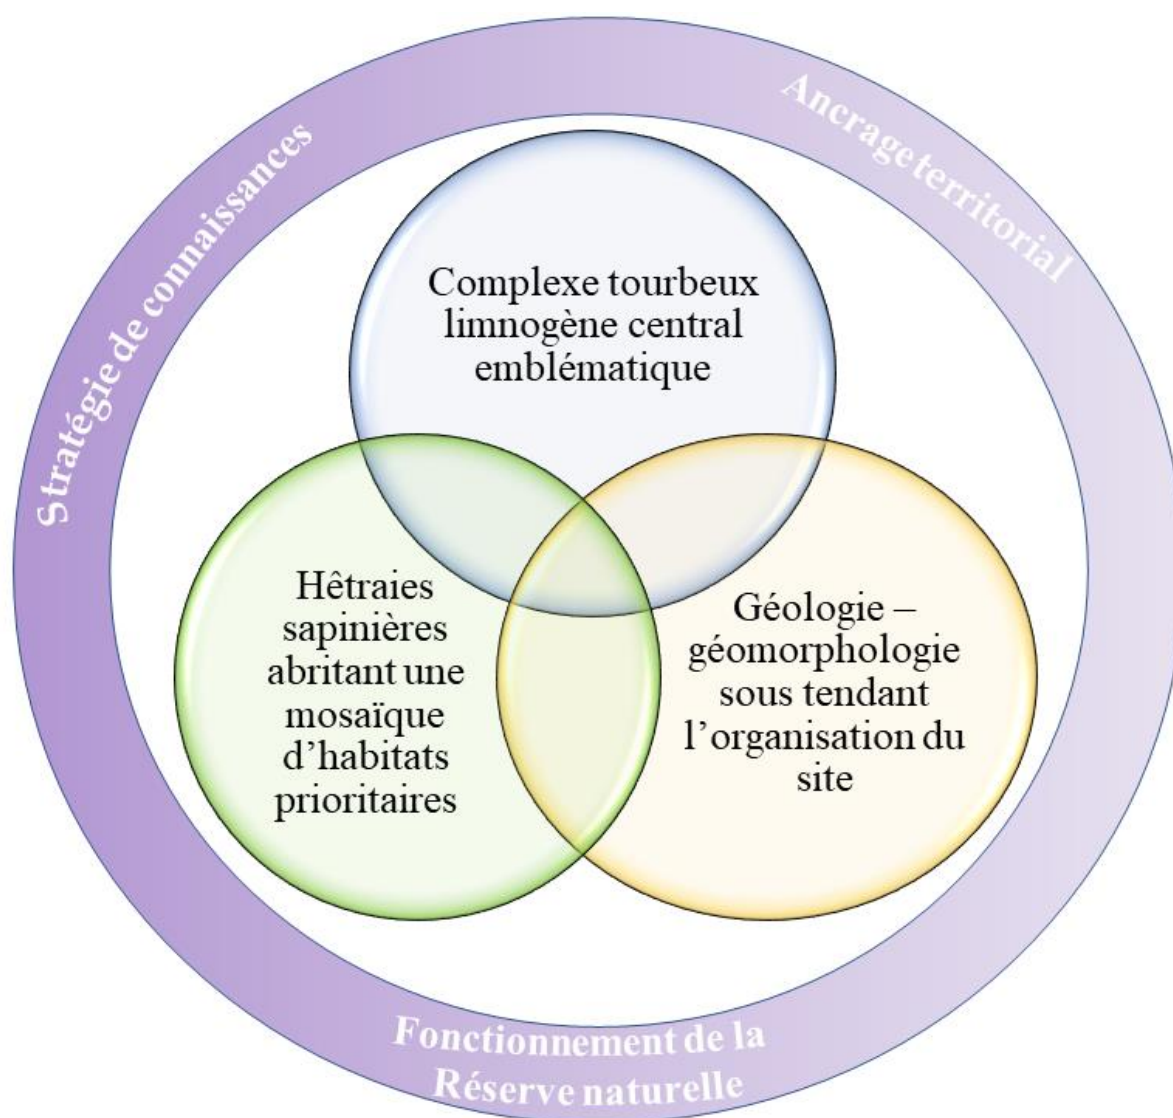 Stratégie de connaissances
Ancrage territorial
Complexe tourbeux
limnogène central
emblématique
Hêtraies
sapinières
abritant une
mosaïque
d’habitats
prioritaires
Géologie –
géomorphologie
sous tendant
l’organisation du
site
Fonctionnement de la
Réserve naturelle